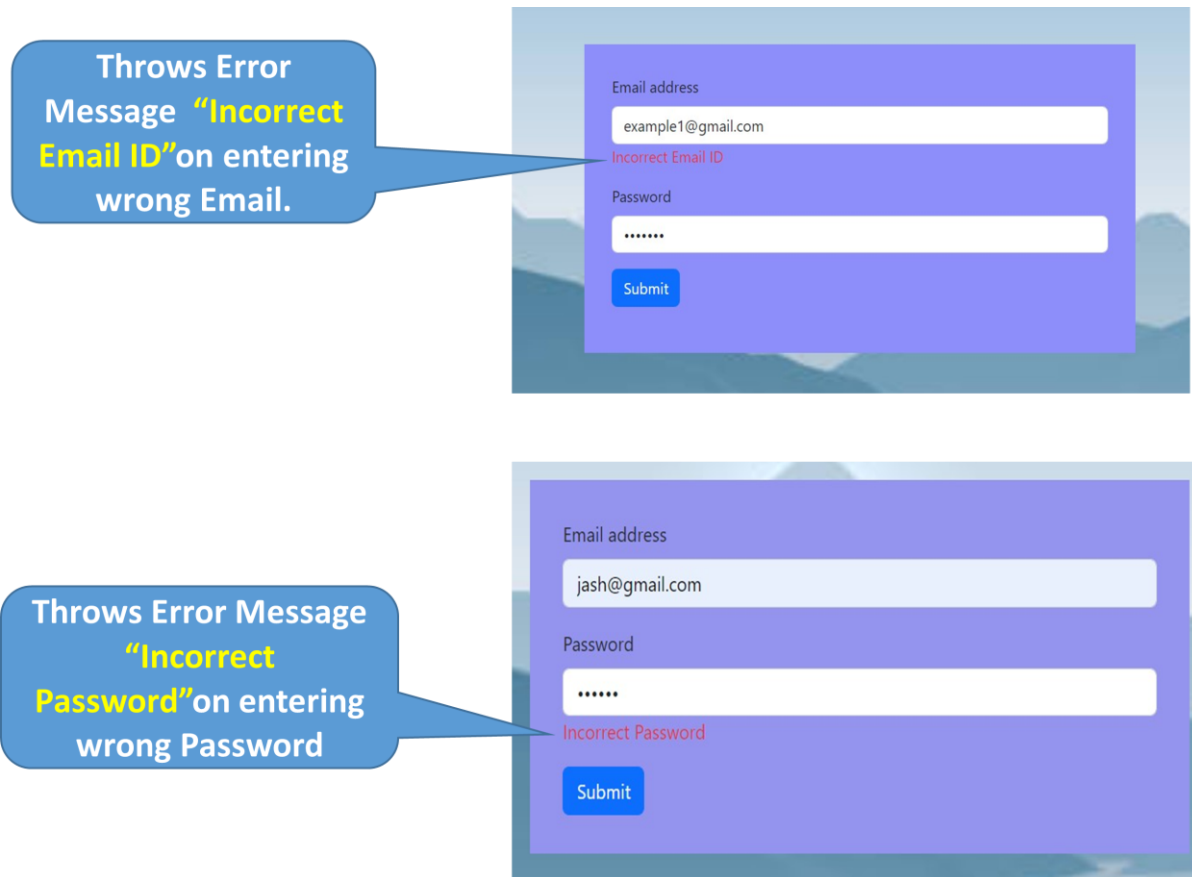 Throws Error
Message “Incorrect
Email ID”on entering
wrong Email.
Email address
example1@gmail.com
Incorrect Email ID
Password
•••••••
Submit
Throws Error Message
“Incorrect
Password”on entering
wrong Password
Email address
jash@gmail.com
Password
••••••
Incorrect Password
Submit